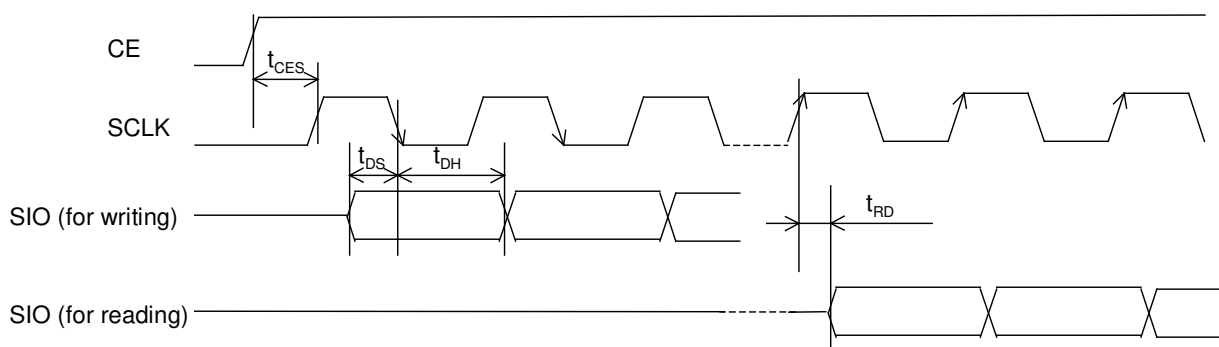 CE
tCES
SCLK
tDS
tDH
SIO (for writing)
tRD
SIO (for reading)